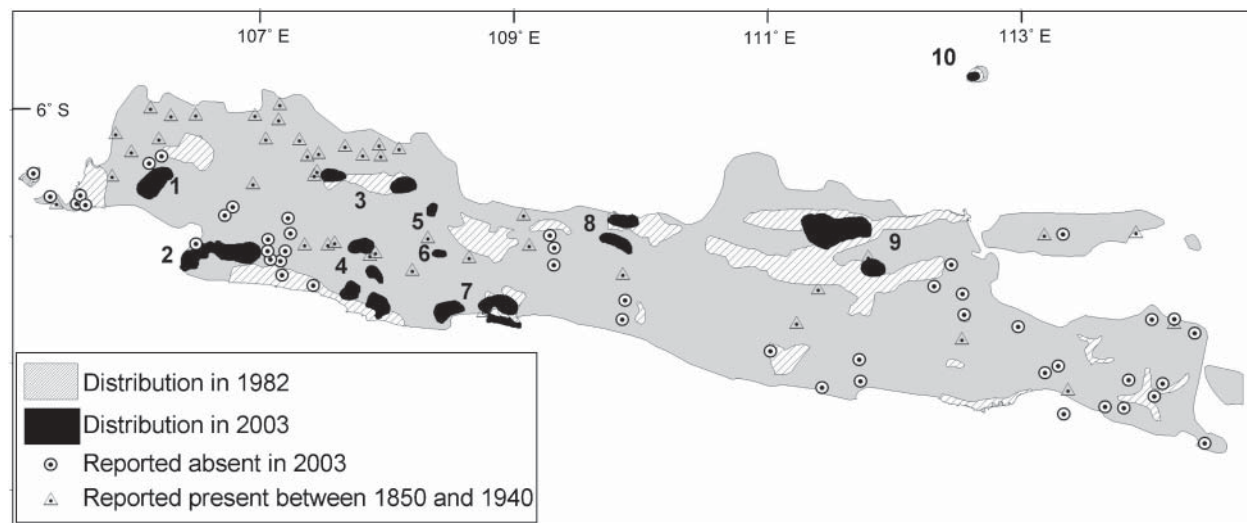 107° E 109° E 111° E 113° E
10
6° S
1
3
5
8
9
2
6
4
7
Distribution in 1982
Distribution in 2003
Reported absent in 2003
Reported present between 1850 and 1940